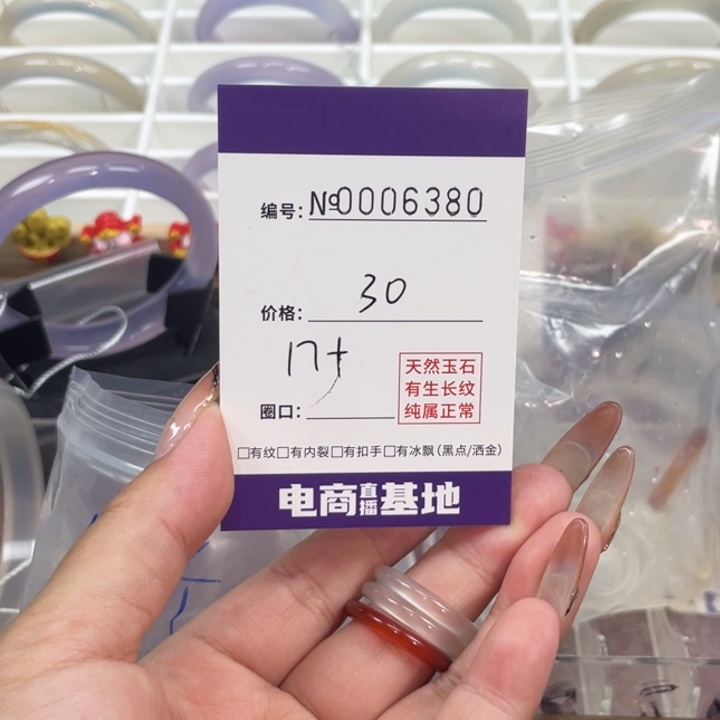 编号: №0006380
价格: 30
圈口: 17+
天然玉石
有生长纹
纯属正常
□有纹□有内裂□有扣手□有冰飘(黑点/洒金)
电商直播基地